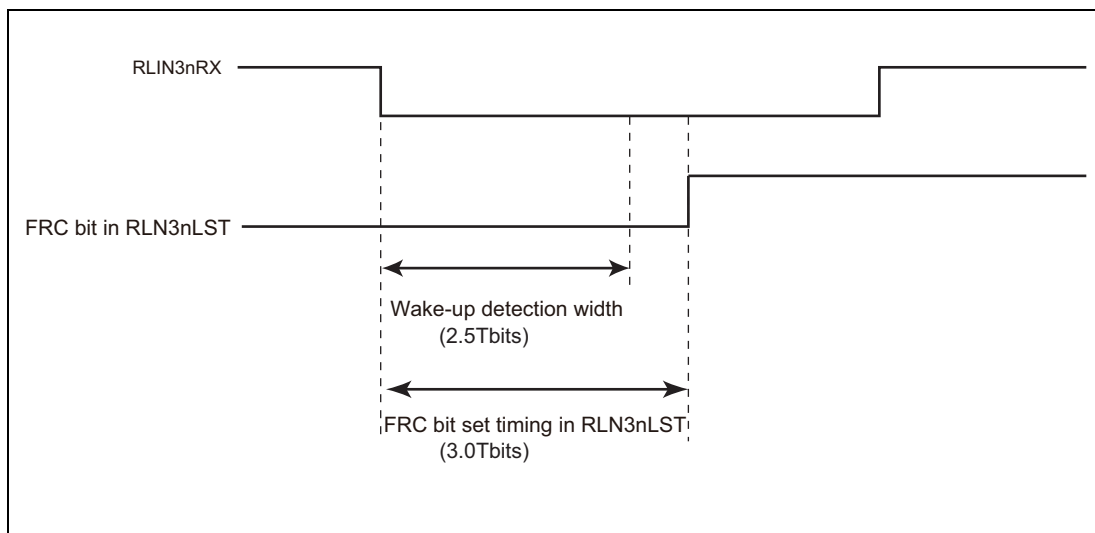 RLIN3nRX
FRC bit in RLN3nLST
Wake-up detection width
(2.5Tbits)
FRC bit set timing in RLN3nLST
(3.0Tbits)